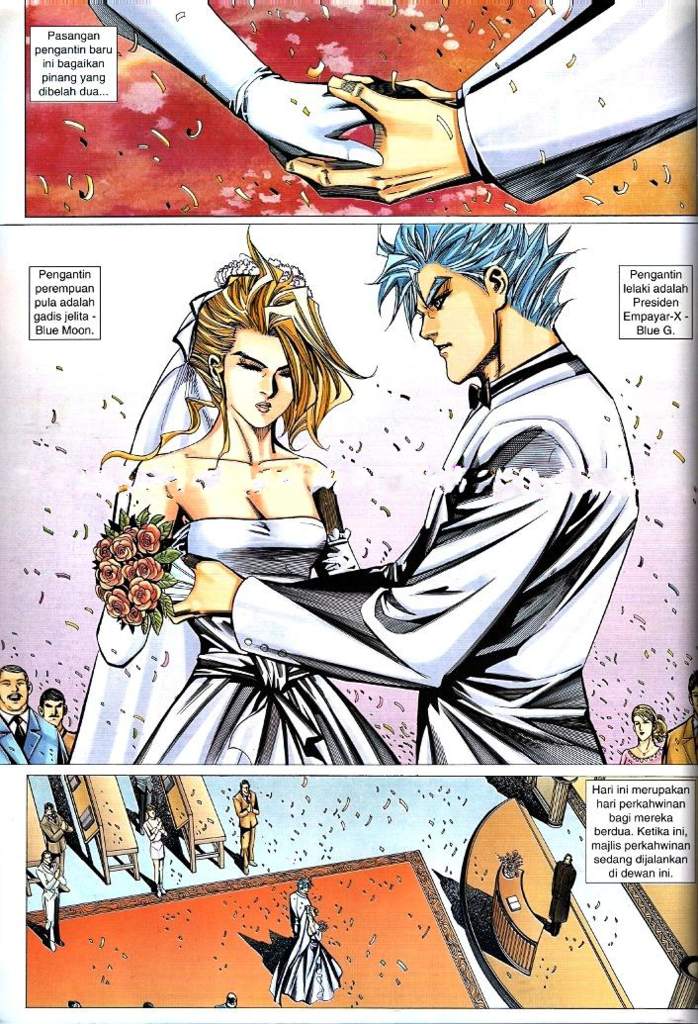 Pasangan
pengantin baru
ini bagaikan
pinang yang
dibelah dua...
Pengantin
perempuan
pula adalah
gadis jelita -
Blue Moon.
Pengantin
lelaki adalah
Presiden
Empayar-X -
Blue G.
Hari ini merupakan
hari perkahwinan
bagi mereka
berdua. Ketika ini,
majlis perkahwinan
sedang dijalankan
di dewan ini.